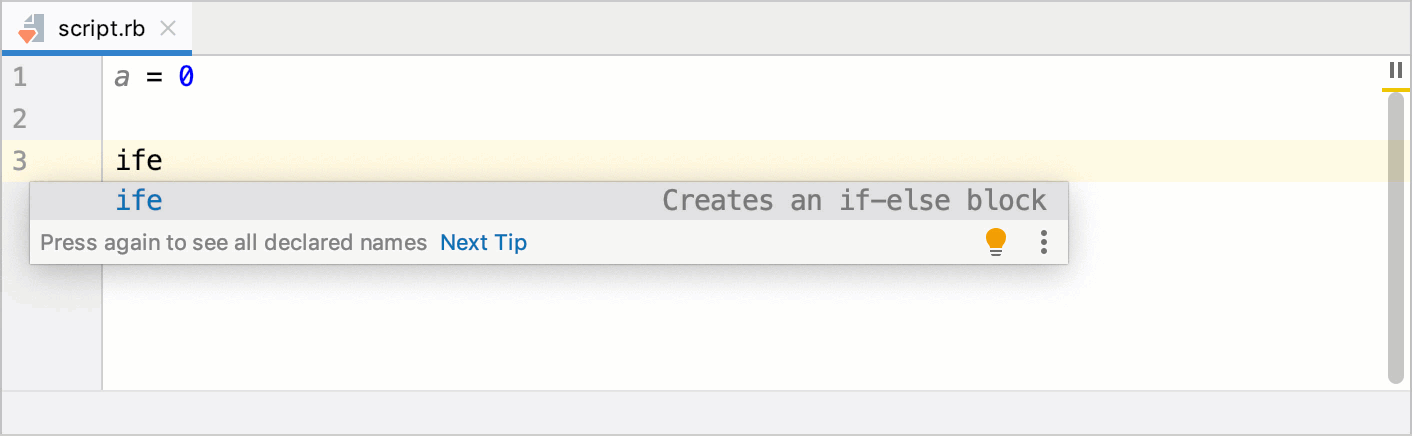 script.rb
1 a = 0
2
3 ife
ife Creates an if-else block
Press again to see all declared names Next Tip